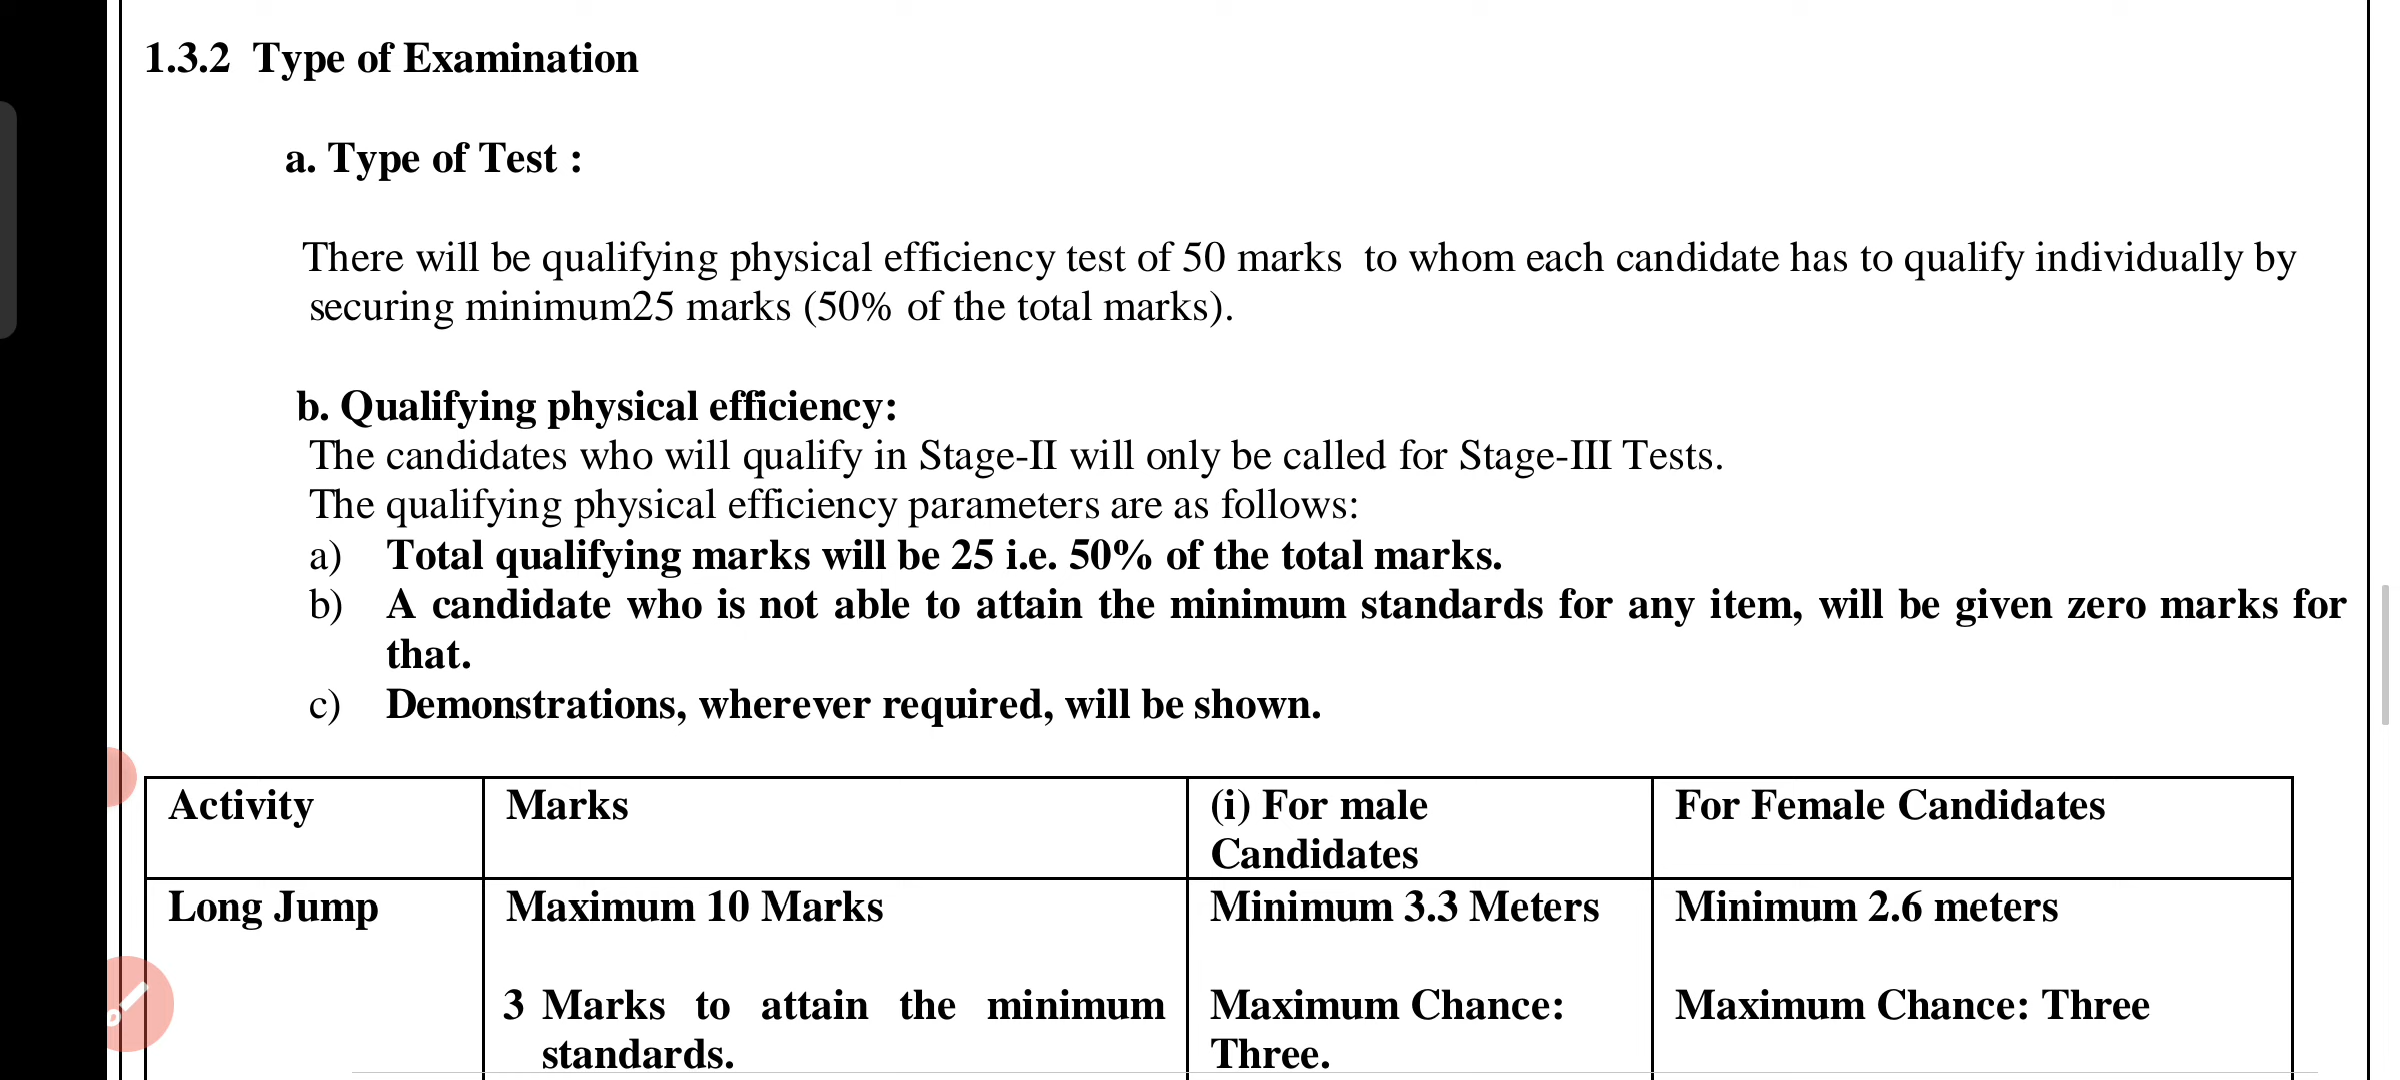 1.3.2 Type of Examination
a. Type of Test :
There will be qualifying physical efficiency test of 50 marks to whom each candidate has to qualify individually by
securing minimum25 marks (50% of the total marks).
b. Qualifying physical efficiency:
The candidates who will qualify in Stage-II will only be called for Stage-III Tests.
The qualifying physical efficiency parameters are as follows:
a) Total qualifying marks will be 25 i.e. 50% of the total marks.
b) A candidate who is not able to attain the minimum standards for any item, will be given zero marks for
that.
c) Demonstrations, wherever required, will be shown.
Activity
Marks
(i) For male
Candidates
For Female Candidates
Long Jump
Maximum 10 Marks
3 Marks to attain the minimum
standards.
Minimum 3.3 Meters
Maximum Chance:
Three.
Minimum 2.6 meters
Maximum Chance: Three